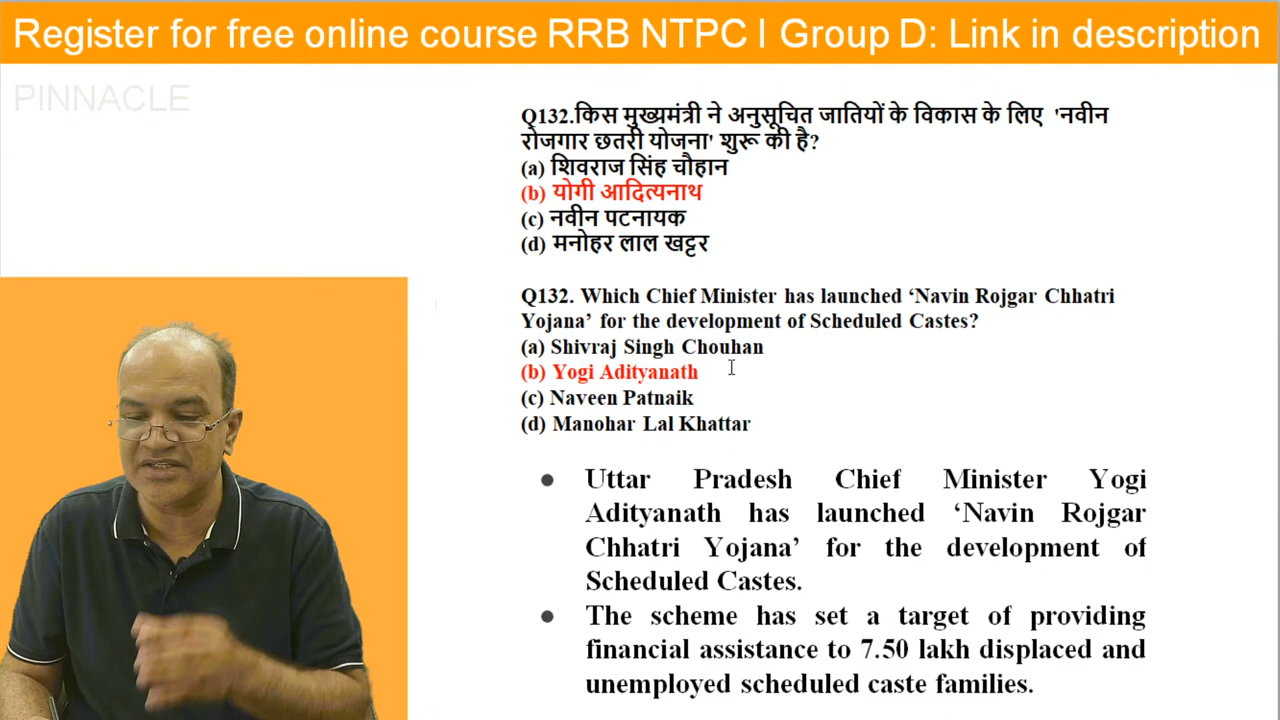 Register for free online course RRB NTPC I Group D: Link in description
PINNACLE
Q132.किस मुख्यमंत्री ने अनुसूचित जातियों के विकास के लिए 'नवीन
रोजगार छतरी योजना' शुरू की है?
(a) शिवराज सिंह चौहान
(b) योगी आदित्यनाथ
(c) नवीन पटनायक
(d) मनोहर लाल खट्टर
Q132. Which Chief Minister has launched ‘Navin Rojgar Chhatri
Yojana’ for the development of Scheduled Castes?
(a) Shivraj Singh Chouhan
(b) Yogi Adityanath
(c) Naveen Patnaik
(d) Manohar Lal Khattar
● Uttar Pradesh Chief Minister Yogi
Adityanath has launched ‘Navin Rojgar
Chhatri Yojana’ for the development of
Scheduled Castes.
● The scheme has set a target of providing
financial assistance to 7.50 lakh displaced and
unemployed scheduled caste families.